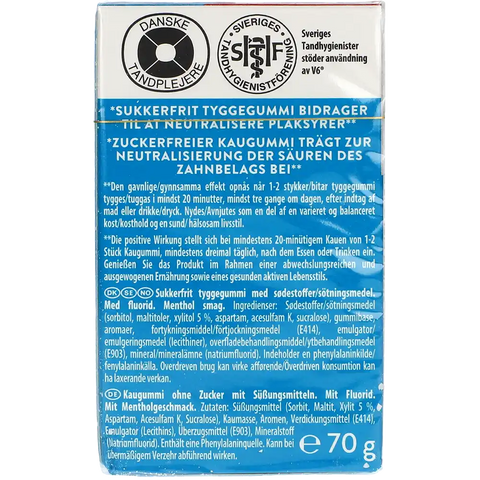 DANSKE
TANDPLEJERE
SVERIGES
TANDHYGIENISTFÖRENING
S T F
Sveriges
Tandhygienister
stöder användning
av V6®
*SUKKERFRIT TYGGEGUMMI BIDRAGER
TIL AT NEUTRALISERE PLAKSYRER**
*ZUCKERFREIER KAUGUMMI TRÄGT ZUR
NEUTRALISIERUNG DER SÄUREN DES
ZAHNBELAGS BEI**
**Den gavnlige/gynnsamma effekt opnås når 1-2 stykker/bitar tyggegummi
tygges/tuggas i mindst 20 minutter, mindst tre gange om dagen, efter indtag af
mad eller drikke/dryck. Nydes/Avnjutes som en del af en varieret og balanceret
kost/kosthold og en sund/ hälsosam livsstil.
**Die positive Wirkung stellt sich bei mindestens 20-minütigem Kauen von 1-2
Stück Kaugummi, mindestens dreimal täglich, nach dem Essen oder Trinken ein.
Genießen Sie das Produkt im Rahmen einer abwechslungsreichen und
ausgewogenen Ernährung sowie eines gesunden aktiven Lebensstils.
DK SE NO Sukkerfrit tyggegummi med sødestoffer/sötningsmedel.
Med fluorid. Menthol smag. Ingredienser: Sødestoffer/sötningsmedel
(sorbitol, maltitoler, xylitol 5 %, aspartam, acesulfam K, sucralose), gummibase,
aromaer, fortykningsmiddel/förtjockningsmedel (E414), emulgator/
emulgeringsmedel (lecithiner), overfladebehandlingsmiddel/ytbehandlingsmedel
(E903), mineral/mineralämne (natriumfluorid). Indeholder en phenylalaninkilde/
fenylalaninkälla. Overdreven brug kan virke afførende/Överdriven konsumtion kan
ha laxerande verkan.
DE Kaugummi ohne Zucker mit Süßungsmitteln. Mit Fluorid.
Mit Mentholgeschmack. Zutaten: Süßungsmittel (Sorbit, Maltit, Xylit 5 %,
Aspartam, Acesulfam K, Sucralose), Kaumasse, Aromen, Verdickungsmittel (E414),
Emulgator (Lecithine), Überzugsmittel (E903), Mineralstoff
(Natriumfluorid). Enthält eine Phenylalaninquelle. Kann bei
übermäßigem Verzehr abführend wirken.
℮ 70 g